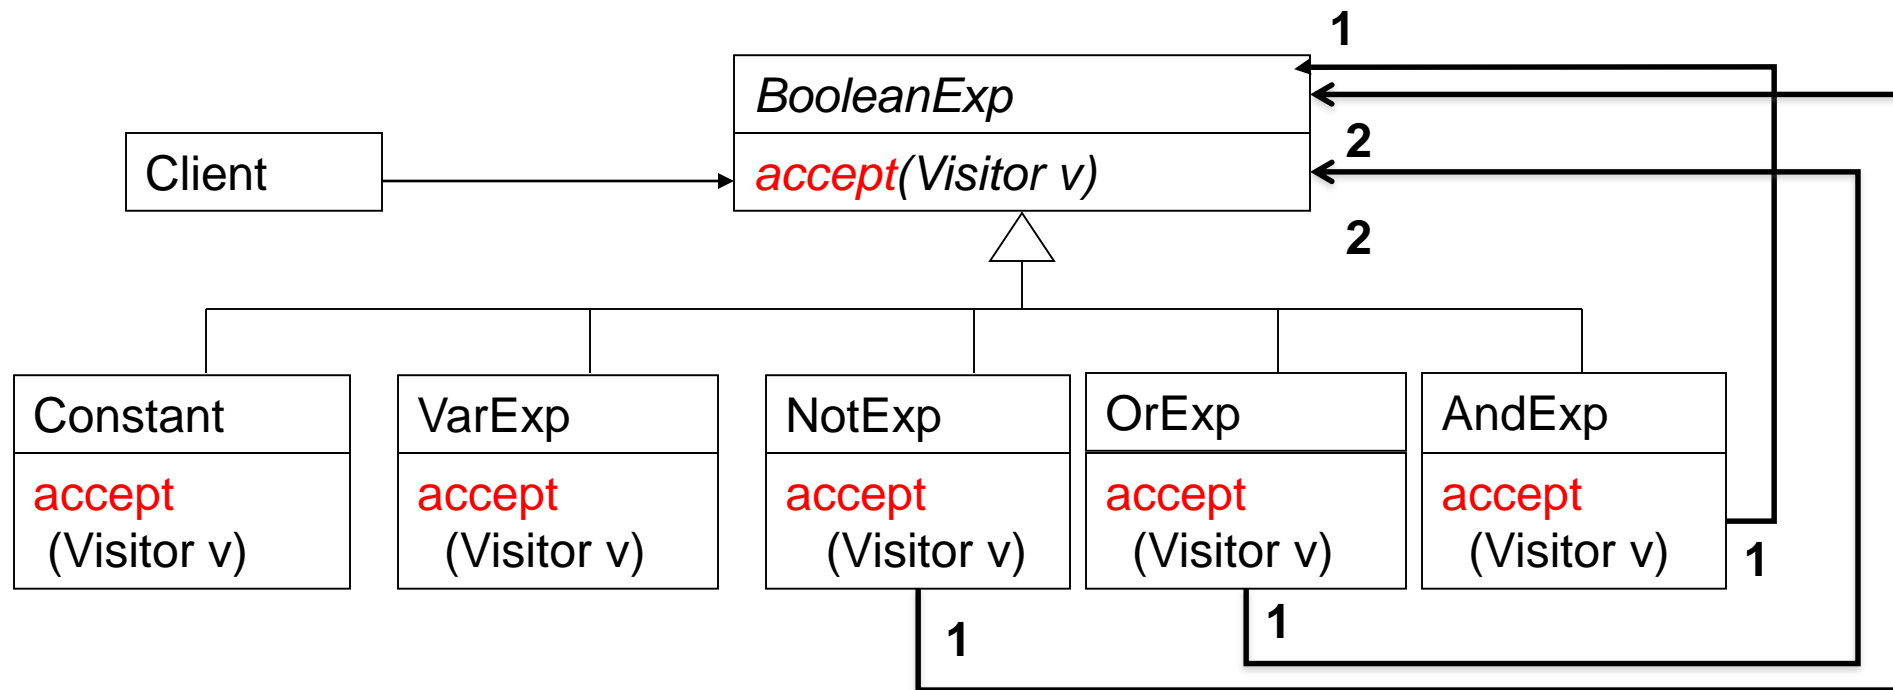 1
BooleanExp
Client
accept(Visitor v)
2
2
Constant
accept
(Visitor v)
VarExp
accept
(Visitor v)
NotExp
accept
(Visitor v)
OrExp
accept
(Visitor v)
AndExp
accept
(Visitor v)
1
1
1